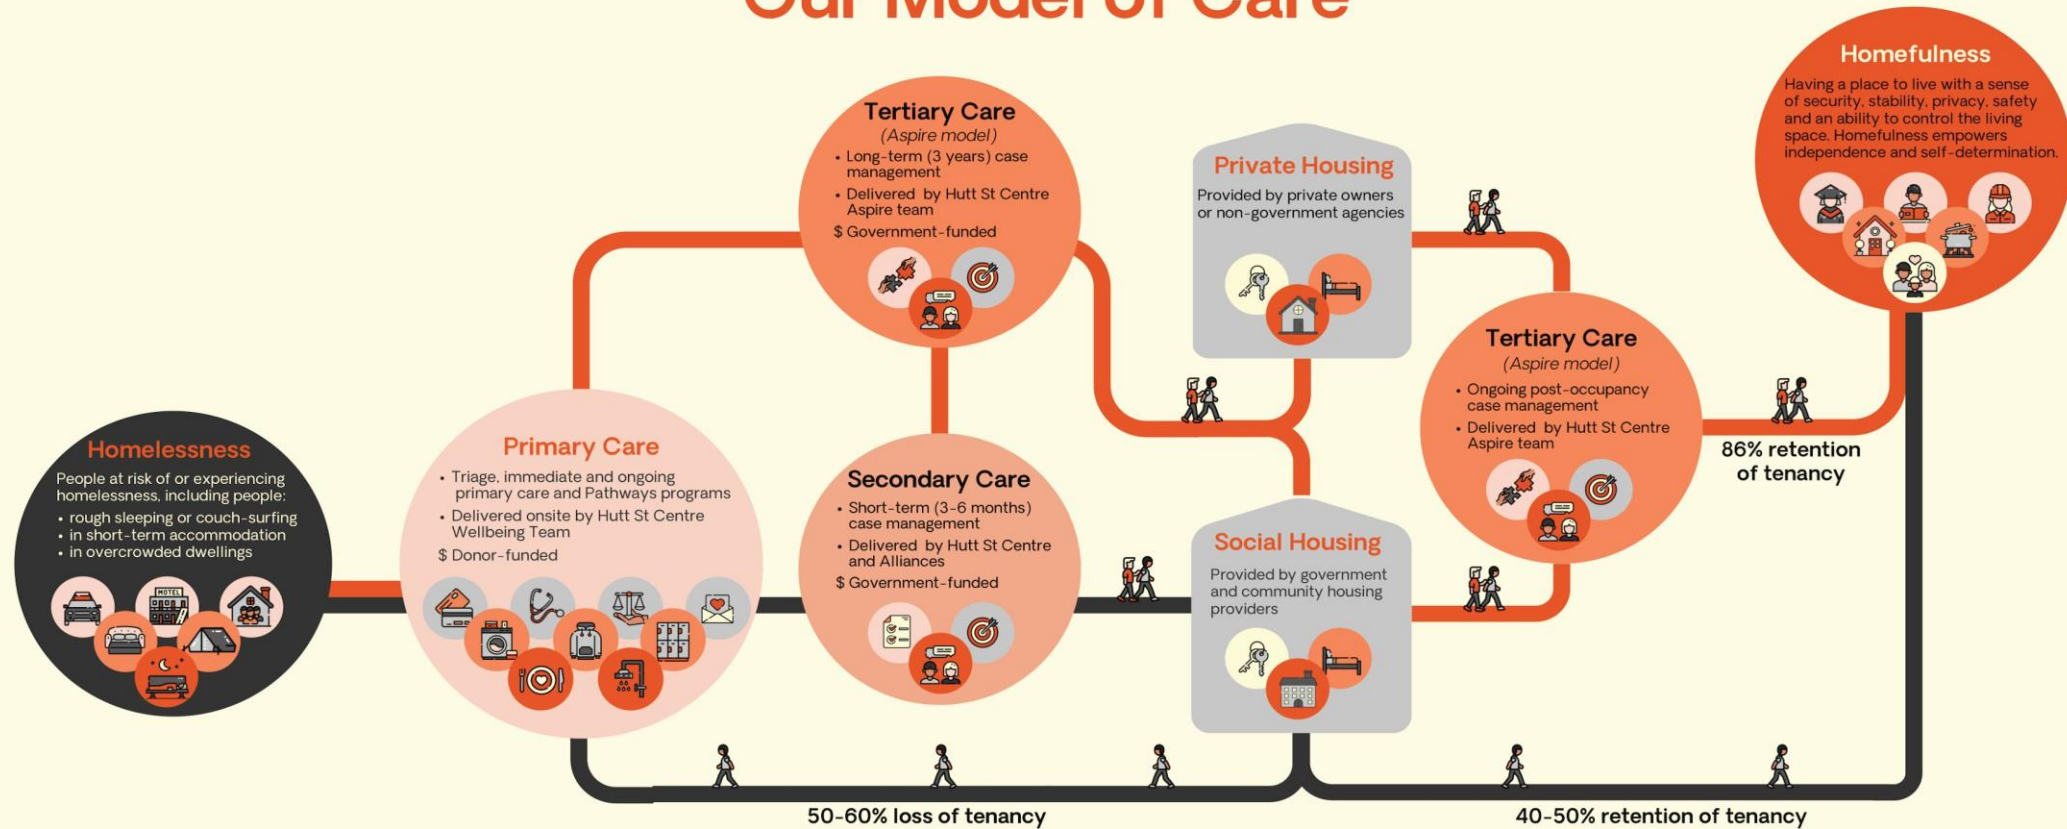 Our Model of Care
Homelessness
People at risk of or experiencing
homelessness, including people:
• rough sleeping or couch-surfing
• in short-term accommodation
• in overcrowded dwellings
MOTEL
Primary Care
• Triage, immediate and ongoing
primary care and Pathways programs
• Delivered onsite by Hutt St Centre
Wellbeing Team
$ Donor-funded
Tertiary Care
(Aspire model)
• Long-term (3 years) case
management
• Delivered by Hutt St Centre
Aspire team
$ Government-funded
Secondary Care
• Short-term (3-6 months)
case management
• Delivered by Hutt St Centre
and Alliances
$ Government-funded
Private Housing
Provided by private owners
or non-government agencies
Social Housing
Provided by government
and community housing
providers
Tertiary Care
(Aspire model)
• Ongoing post-occupancy
case management
• Delivered by Hutt St Centre
Aspire team
Homefulness
Having a place to live with a sense
of security, stability, privacy, safety
and an ability to control the living
space. Homefulness empowers
independence and self-determination.
86% retention
of tenancy
50-60% loss of tenancy
40-50% retention of tenancy